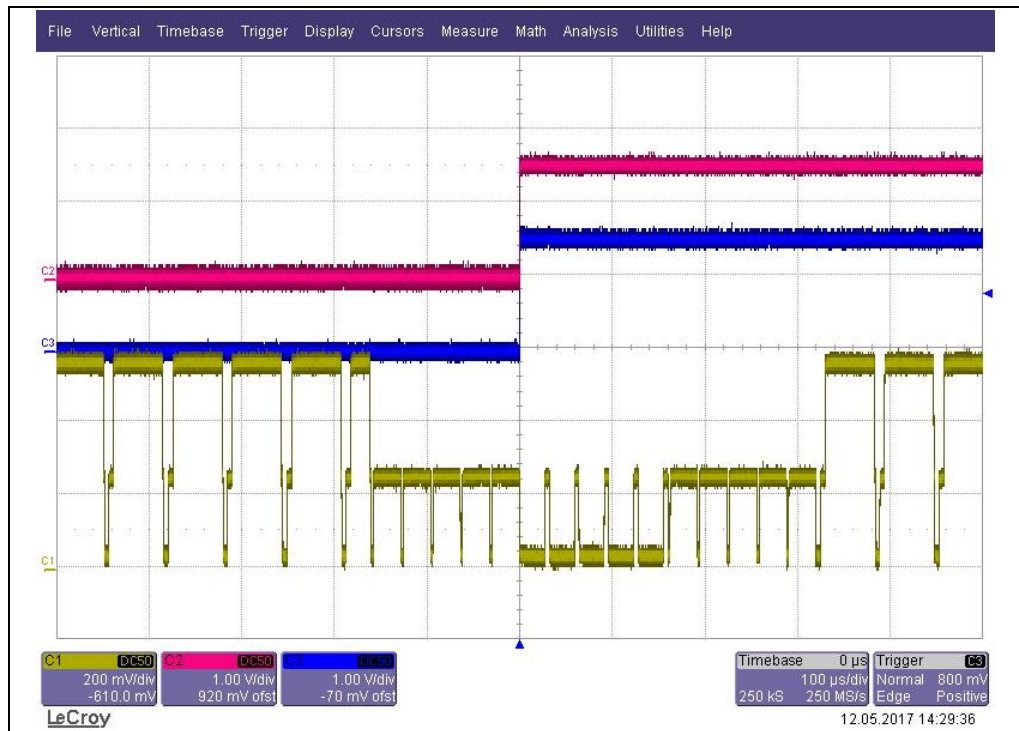 File Vertical Timebase Trigger Display Cursors Measure Math Analysis Utilities Help
C2
C3
C1
C1 DC50
200 mV/div
-610.0 mV
C2 DC50
1.00 V/div
920 mV ofst
C3 DC50
1.00 V/div
-70 mV ofst
Timebase 0 µs
100 µs/div
250 kS 250 MS/s
Trigger C3
Normal 800 mV
Edge Positive
LeCroy
12.05.2017 14:29:36